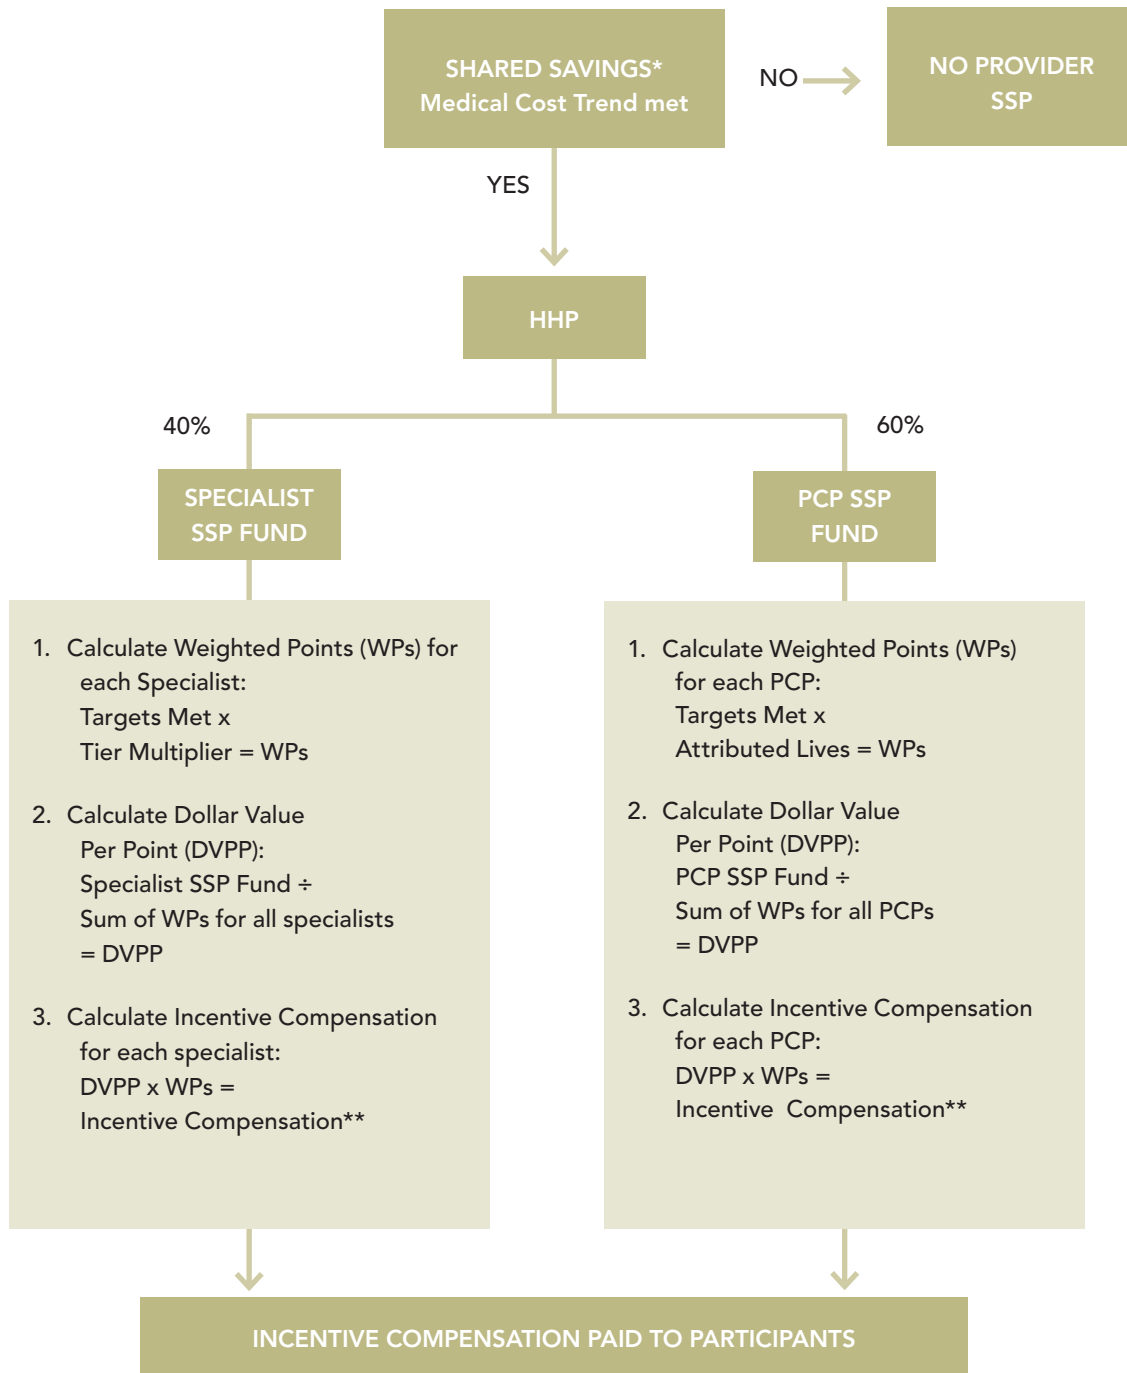 SHARED SAVINGS*
Medical Cost Trend met
NO
NO PROVIDER
SSP
YES
HHP
40%
60%
SPECIALIST
SSP FUND
PCP SSP
FUND
1. Calculate Weighted Points (WPs) for
each Specialist:
Targets Met x
Tier Multiplier = WPs
2. Calculate Dollar Value
Per Point (DVPP):
Specialist SSP Fund ÷
Sum of WPs for all specialists
= DVPP
3. Calculate Incentive Compensation
for each specialist:
DVPP x WPs =
Incentive Compensation**
1. Calculate Weighted Points (WPs)
for each PCP:
Targets Met x
Attributed Lives = WPs
2. Calculate Dollar Value
Per Point (DVPP):
PCP SSP Fund ÷
Sum of WPs for all PCPs
= DVPP
3. Calculate Incentive Compensation
for each PCP:
DVPP x WPs =
Incentive Compensation**
INCENTIVE COMPENSATION PAID TO PARTICIPANTS